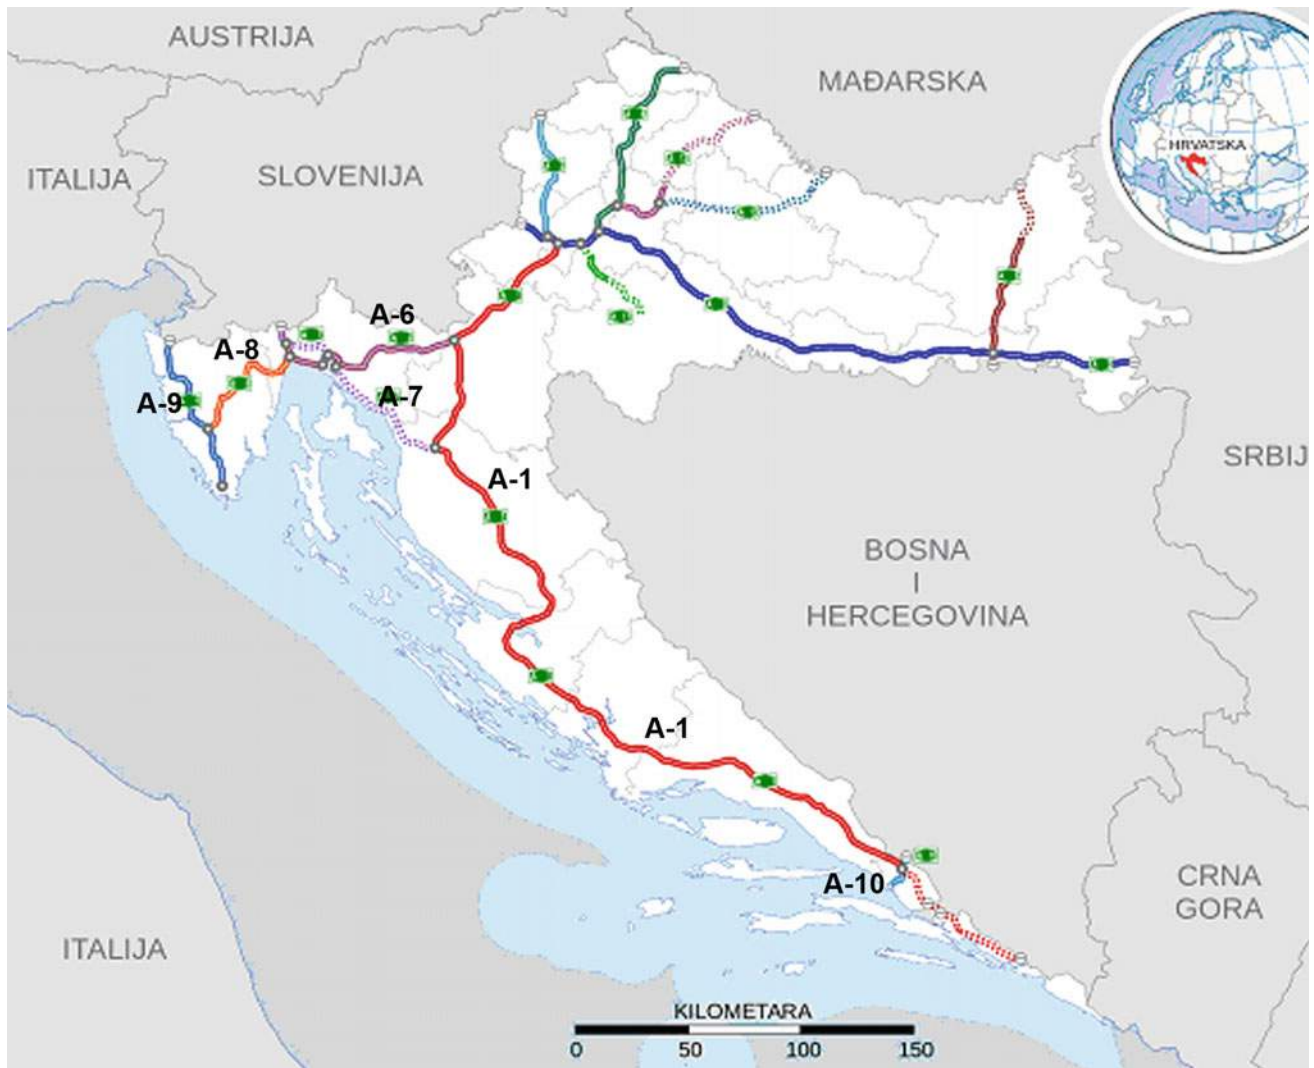 AUSTRIJA
MAĐARSKA
HRVATSKA
ITALIJA
SLOVENIJA
A-6
A-8
A-9
A-7
A-1
SRBIJ
BOSNA
I
HERCEGOVINA
A-1
A-10
CRNA
GORA
ITALIJA
KILOMETARA
0 50 100 150